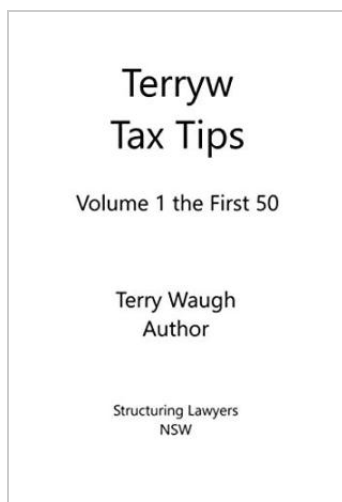 Terryw
Tax Tips
Volume 1 the First 50
Terry Waugh
Author
Structuring Lawyers
NSW